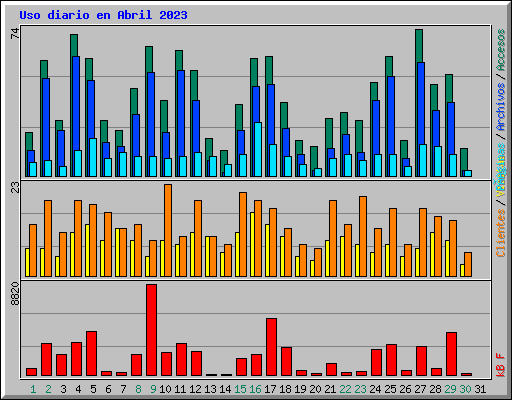 Uso diario en Abril 2023
74
23
8820
Clientes / Páginas / Archivos / Accesos
kB F
1 2 3 4 5 6 7 8 9 10 11 12 13 14 15 16 17 18 19 20 21 22 23 24 25 26 27 28 29 30 31